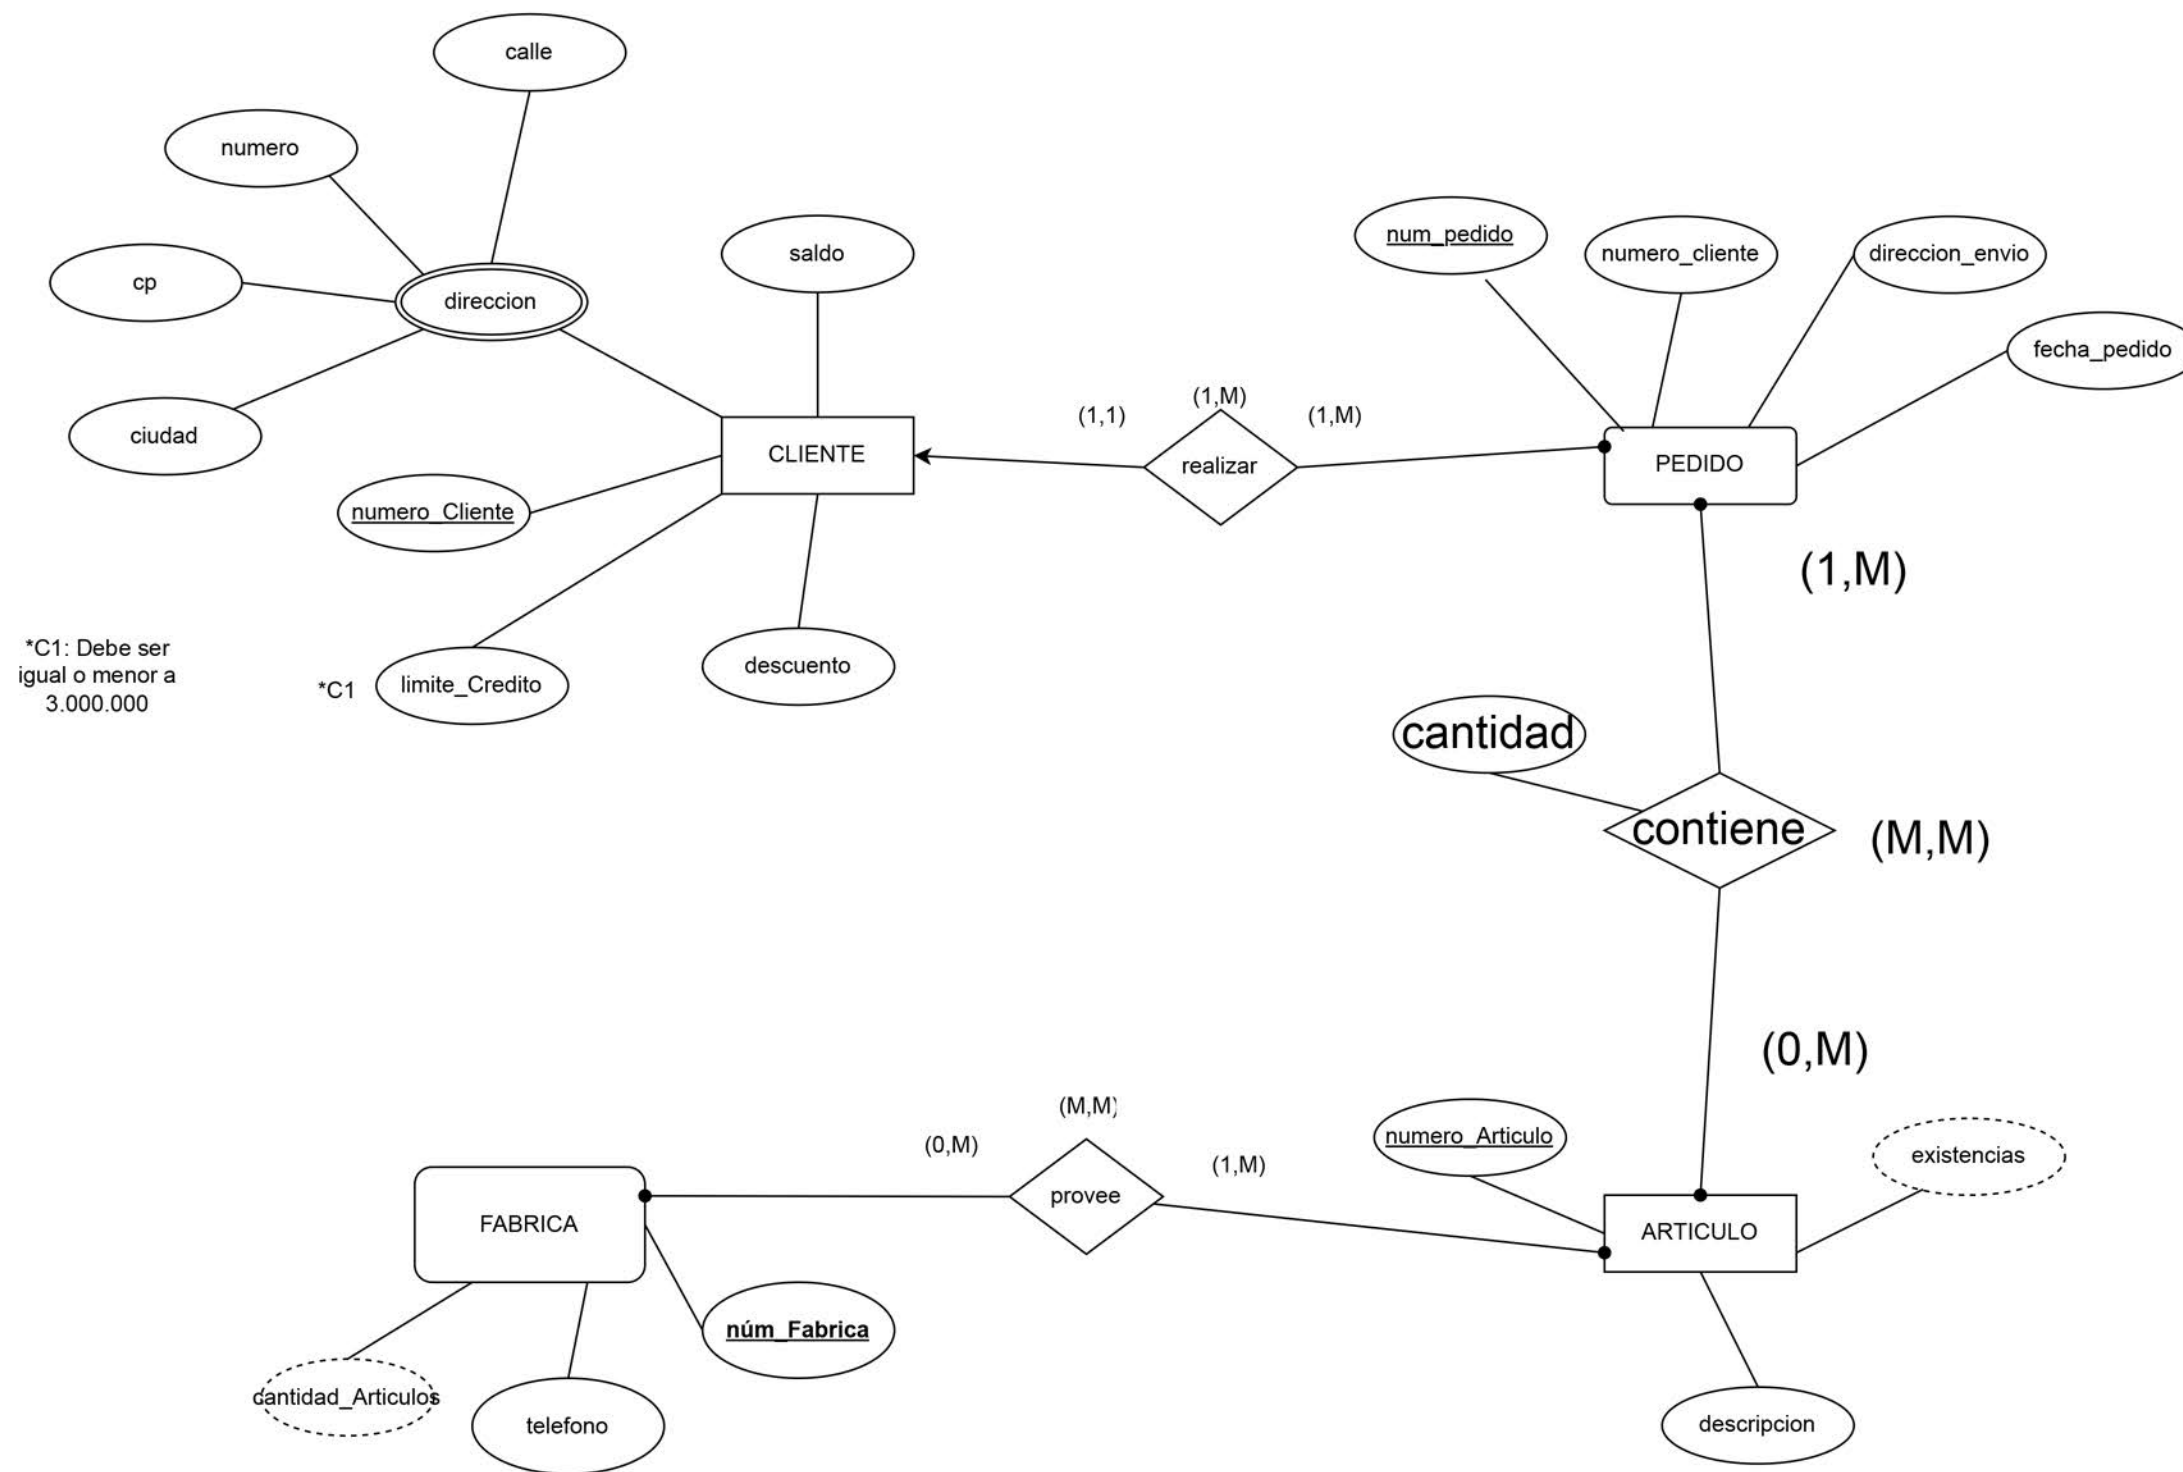 calle
numero
cp
direccion
ciudad
saldo
CLIENTE
numero_Cliente
limite_Credito
*C1
*C1: Debe ser
igual o menor a
3.000.000
descuento
(1,1)
(1,M)
(1,M)
realizar
num_pedido
numero_cliente
direccion_envio
fecha_pedido
PEDIDO
(1,M)
cantidad
contiene
(M,M)
(0,M)
numero_Articulo
existencias
ARTICULO
descripcion
(M,M)
(0,M)
(1,M)
provee
FABRICA
núm_Fabrica
cantidad_Articulos
telefono